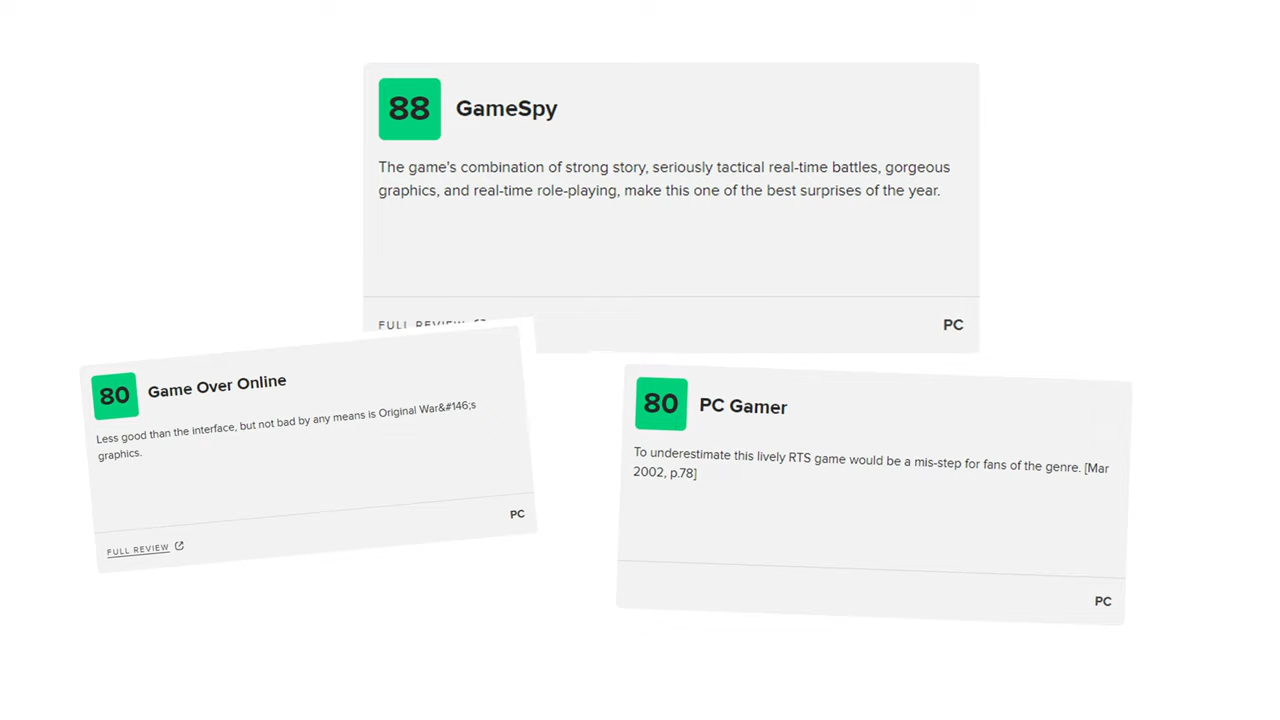 88
GameSpy
The game's combination of strong story, seriously tactical real-time battles, gorgeous
graphics, and real-time role-playing, make this one of the best surprises of the year.
FULL REVIEW
PC
80
Game Over Online
Less good than the interface, but not bad by any means is Original War&#146;s
graphics.
PC
FULL REVIEW
80
PC Gamer
To underestimate this lively RTS game would be a mis-step for fans of the genre. [Mar
2002, p.78]
PC